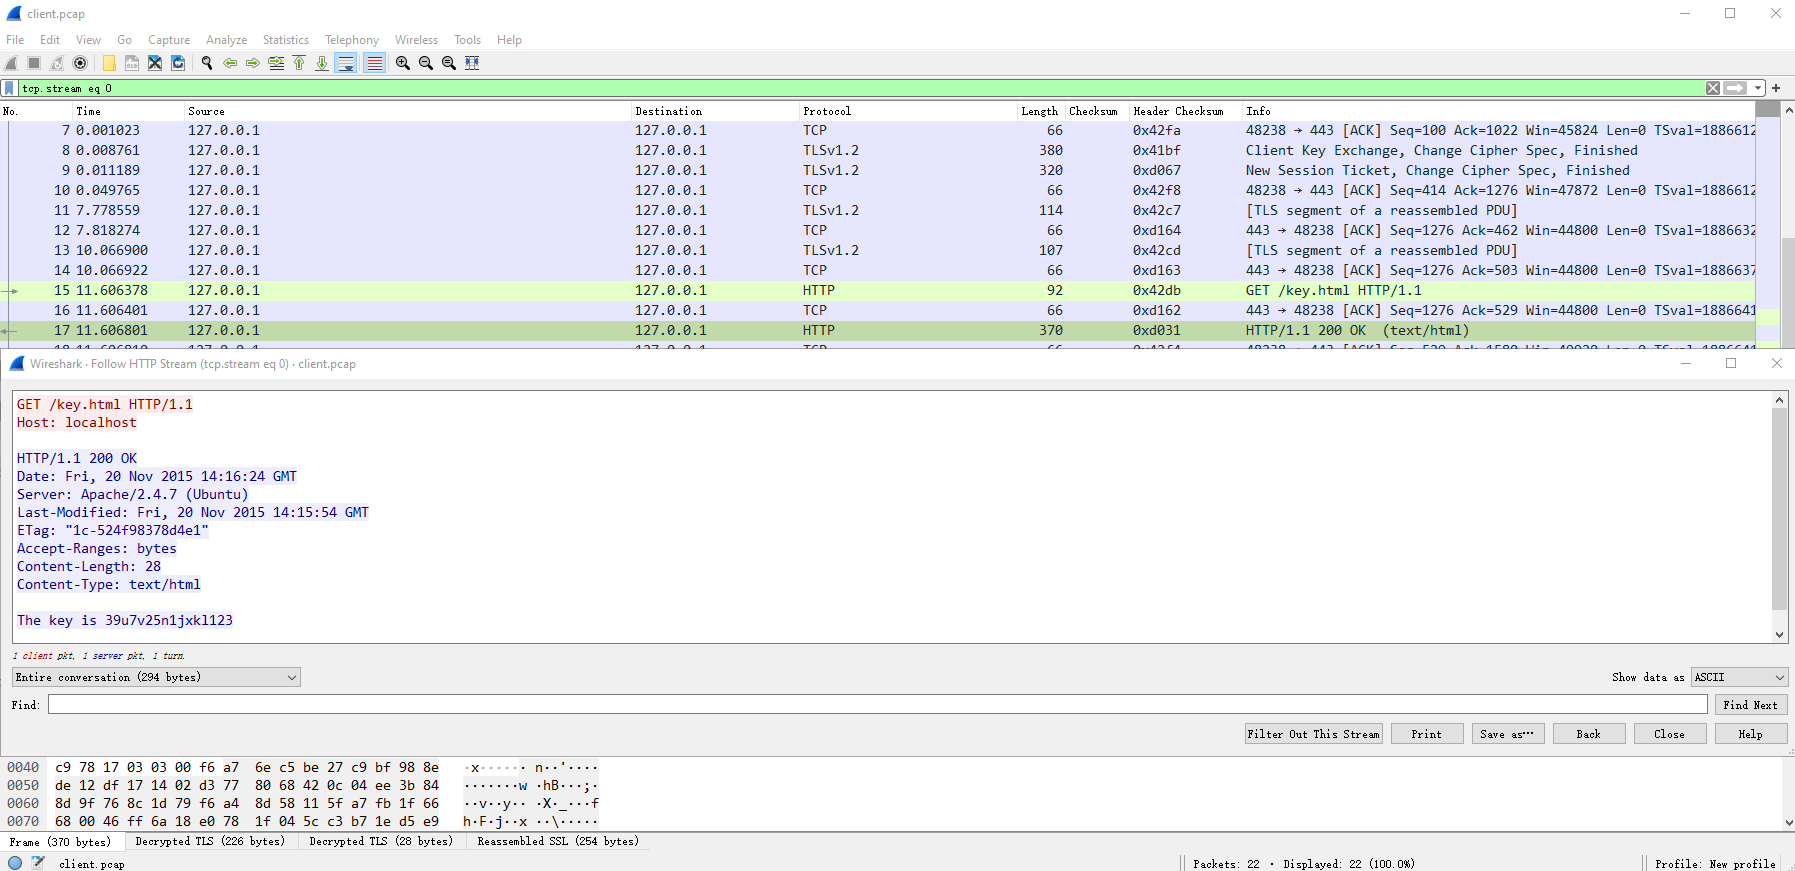 client.pcap
File Edit View Go Capture Analyze Statistics Telephony Wireless Tools Help
tcp.stream eq 0
No. Time Source Destination Protocol Length Checksum Header Checksum Info
7 0.001023 127.0.0.1 127.0.0.1 TCP 66 0x42fa 48238 → 443 [ACK] Seq=100 Ack=1022 Win=45824 Len=0 TSval=1886612
8 0.008761 127.0.0.1 127.0.0.1 TLSv1.2 380 0x41bf Client Key Exchange, Change Cipher Spec, Finished
9 0.011189 127.0.0.1 127.0.0.1 TLSv1.2 320 0xd067 New Session Ticket, Change Cipher Spec, Finished
10 0.049765 127.0.0.1 127.0.0.1 TCP 66 0x42f8 48238 → 443 [ACK] Seq=414 Ack=1276 Win=47872 Len=0 TSval=1886612
11 7.778559 127.0.0.1 127.0.0.1 TLSv1.2 114 0x42c7 [TLS segment of a reassembled PDU]
12 7.818274 127.0.0.1 127.0.0.1 TCP 66 0xd164 443 → 48238 [ACK] Seq=1276 Ack=462 Win=44800 Len=0 TSval=1886632
13 10.066900 127.0.0.1 127.0.0.1 TLSv1.2 107 0x42cd [TLS segment of a reassembled PDU]
14 10.066922 127.0.0.1 127.0.0.1 TCP 66 0xd163 443 → 48238 [ACK] Seq=1276 Ack=503 Win=44800 Len=0 TSval=1886637
15 11.606378 127.0.0.1 127.0.0.1 HTTP 92 0x42db GET /key.html HTTP/1.1
16 11.606401 127.0.0.1 127.0.0.1 TCP 66 0xd162 443 → 48238 [ACK] Seq=1276 Ack=529 Win=44800 Len=0 TSval=1886641
17 11.606801 127.0.0.1 127.0.0.1 HTTP 370 0xd031 HTTP/1.1 200 OK (text/html)
Wireshark · Follow HTTP Stream (tcp.stream eq 0) · client.pcap
GET /key.html HTTP/1.1
Host: localhost
HTTP/1.1 200 OK
Date: Fri, 20 Nov 2015 14:16:24 GMT
Server: Apache/2.4.7 (Ubuntu)
Last-Modified: Fri, 20 Nov 2015 14:15:54 GMT
ETag: "1c-524f98378d4e1"
Accept-Ranges: bytes
Content-Length: 28
Content-Type: text/html
The key is 39u7v25n1jxkl123
1 client pkt, 1 server pkt, 1 turn.
Entire conversation (294 bytes) Show data as ASCII
Find: Find Next
Filter Out This Stream Print Save as… Back Close Help
0040 c9 78 17 03 03 00 f6 a7 6e c5 be 27 c9 bf 98 8e ·x······ n··'····
0050 de 12 df 17 14 02 d3 77 80 68 42 0c 04 ee 3b 84 ·······w ·hB···;·
0060 8d 9f 76 8c 1d 79 f6 a4 8d 58 11 5f a7 fb 1f 66 ··v··y·· ·X·_···f
0070 68 00 46 ff 6a 18 e0 78 1f 04 5c c3 b7 1e d5 e9 h·F·j··x ··\·····
Frame (370 bytes) Decrypted TLS (226 bytes) Decrypted TLS (28 bytes) Reassembled SSL (254 bytes)
client.pcap Packets: 22 · Displayed: 22 (100.0%) Profile: New profile